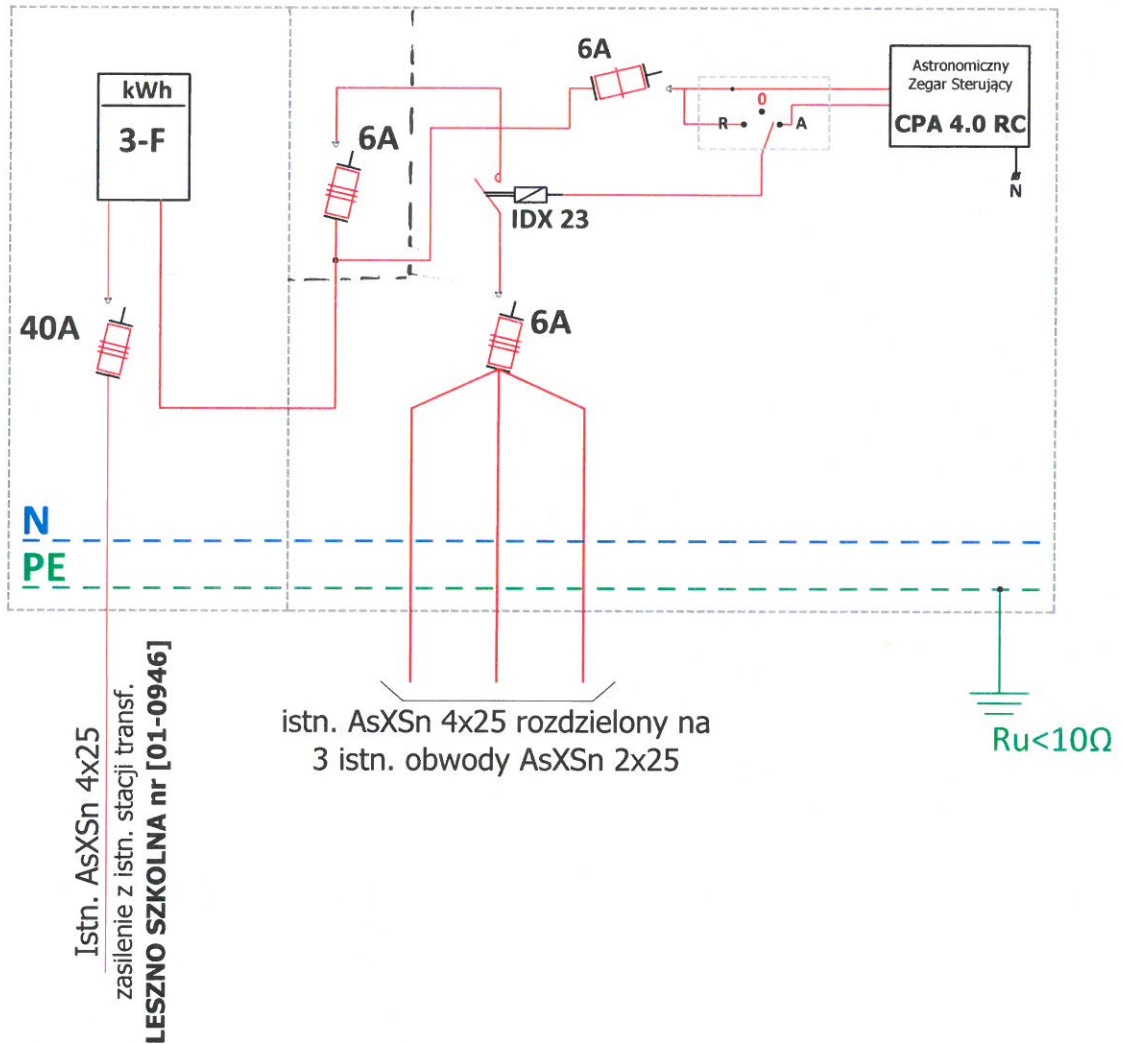 kWh
3-F
6A
6A
Astronomiczny
Zegar Sterujący
CPA 4.0 RC
0
R
A
N
IDX 23
40A
6A
N
PE
istn. AsXSn 4x25 rozdzielony na
3 istn. obwody AsXSn 2x25
Ru<10Ω
Istn. AsXSn 4x25
zasilenie z istn. stacji transf.
LESZNO SZKOLNA nr [01-0946]